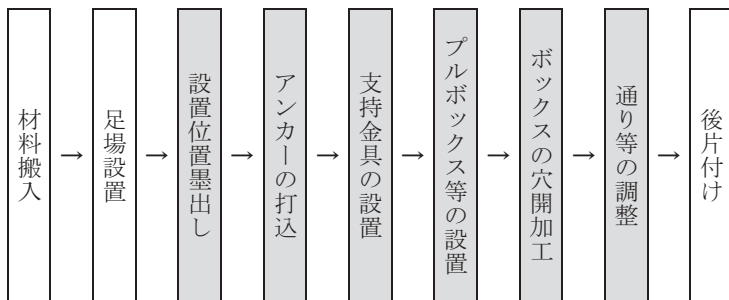 材料搬入
→
足場設置
→
設置位置墨出し
→
アンカーの打込
→
支持金具の設置
→
プルボックス等の設置
→
ボックスの穴開加工
→
通り等の調整
→
後片付け